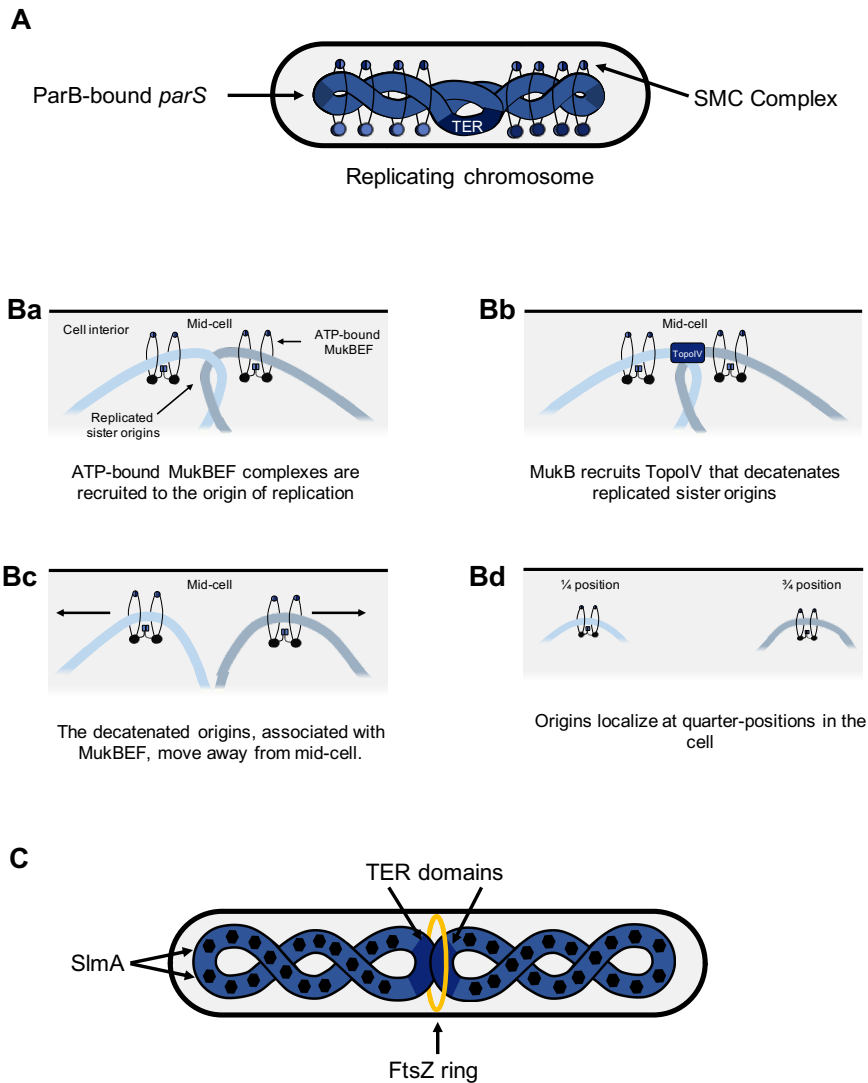 A
ParB-bound parS
SMC Complex
TER
Replicating chromosome
Ba
Cell interior
Mid-cell
ATP-bound
MukBEF
Replicated
sister origins
ATP-bound MukBEF complexes are
recruited to the origin of replication
Bb
Mid-cell
TopoIV
MukB recruits TopoIV that decatenates
replicated sister origins
Bc
Mid-cell
The decatenated origins, associated with
MukBEF, move away from mid-cell.
Bd
¼ position
¾ position
Origins localize at quarter-positions in the
cell
C
TER domains
SlmA
FtsZ ring